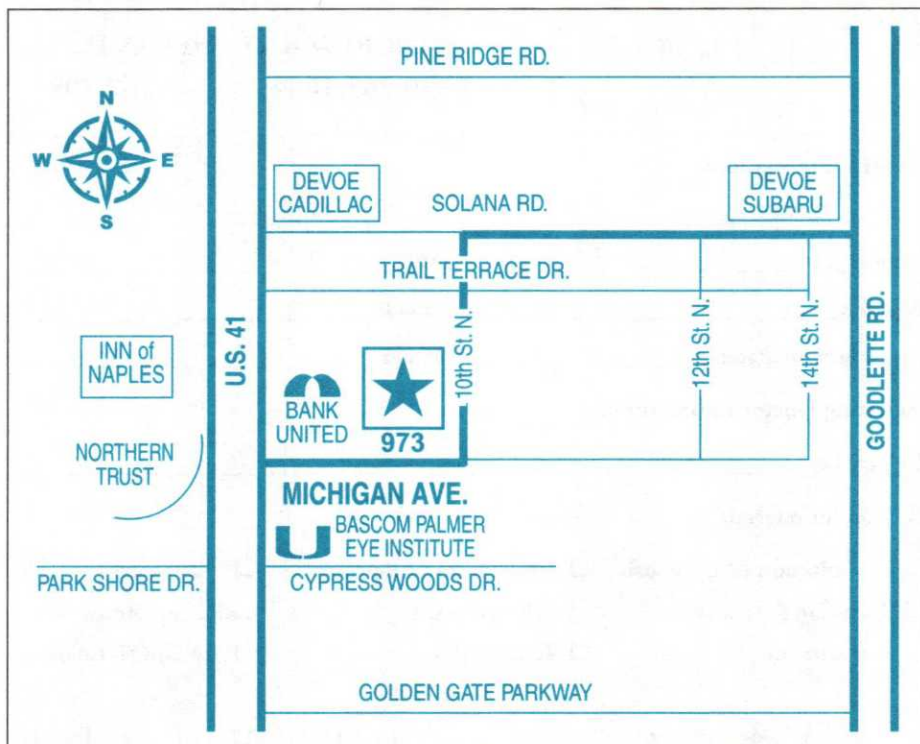 PINE RIDGE RD.
N
W
E
S
DEVOE
CADILLAC
SOLANA RD.
DEVOE
SUBARU
TRAIL TERRACE DR.
INN of
NAPLES
U.S. 41
10th St. N.
12th St. N.
14th St. N.
GOODLETTE RD.
BANK
UNITED
973
NORTHERN
TRUST
MICHIGAN AVE.
BASCOM PALMER
EYE INSTITUTE
PARK SHORE DR.
CYPRESS WOODS DR.
GOLDEN GATE PARKWAY